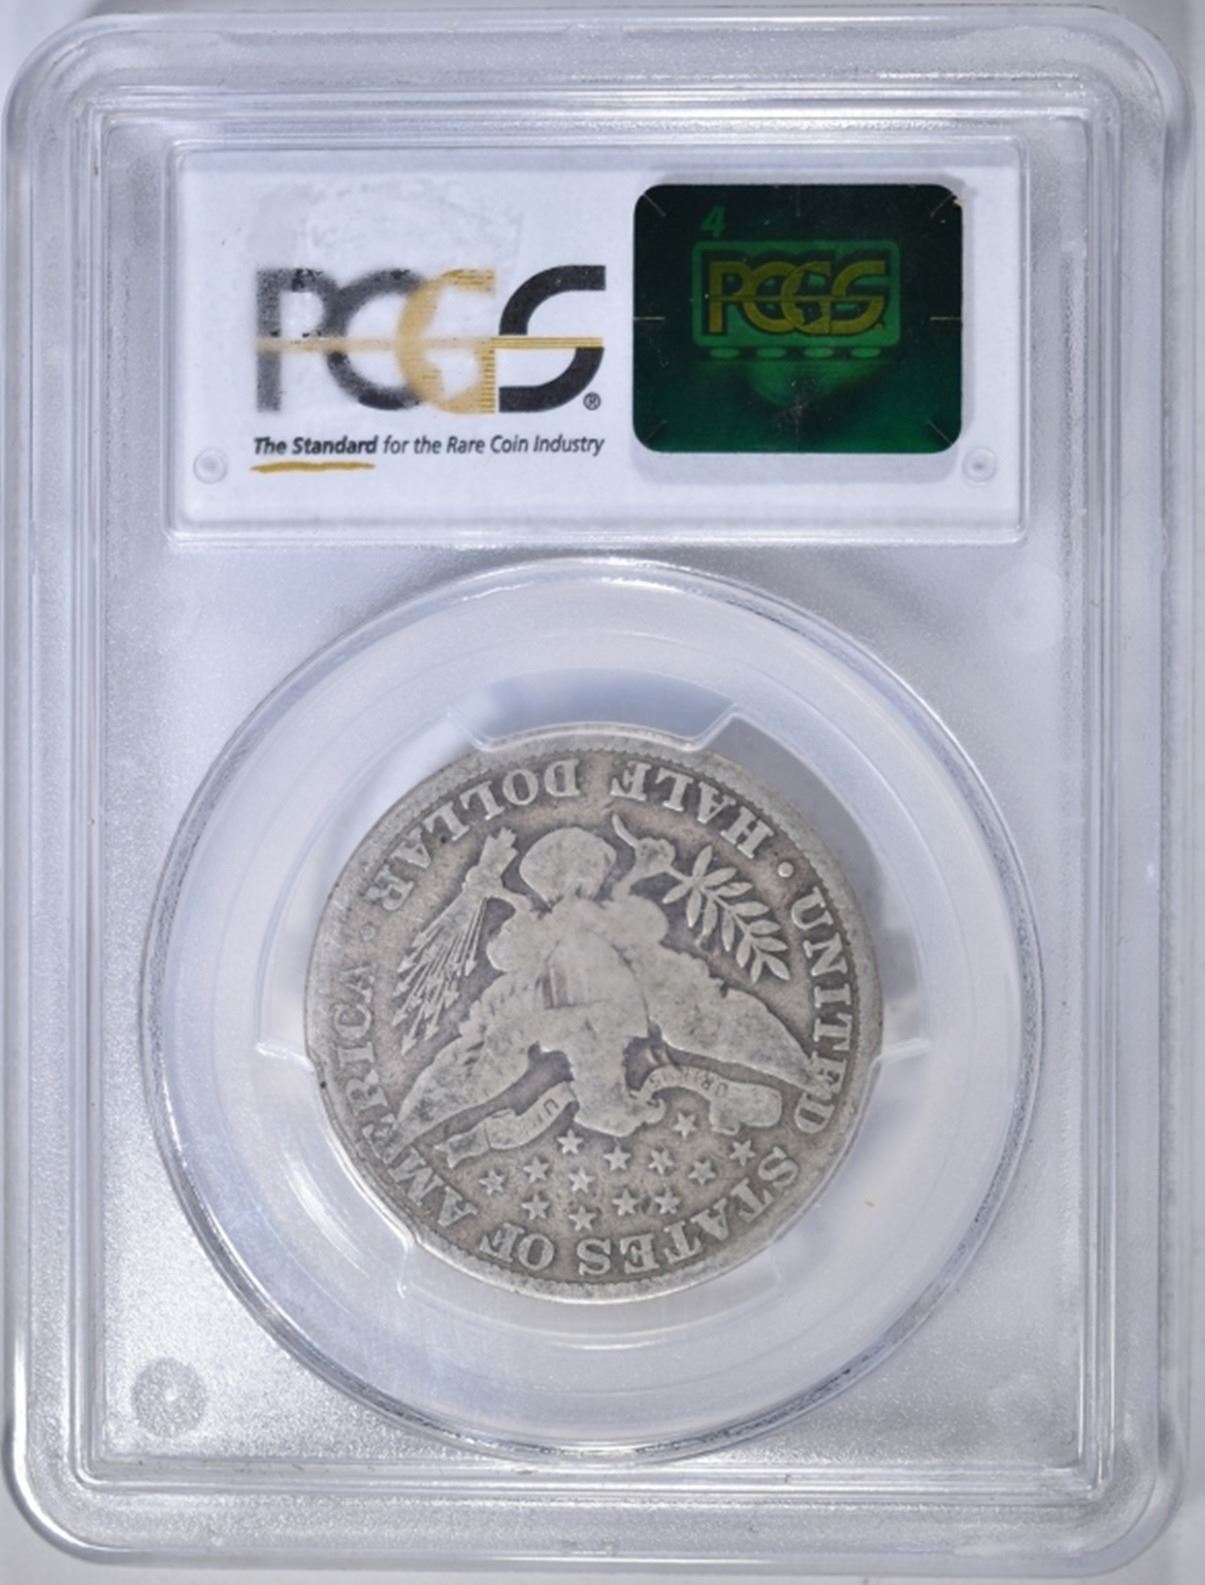 4
PCGS
PCGS®
The Standard for the Rare Coin Industry
UNITED STATES OF AMERICA
· HALF DOLLAR ·